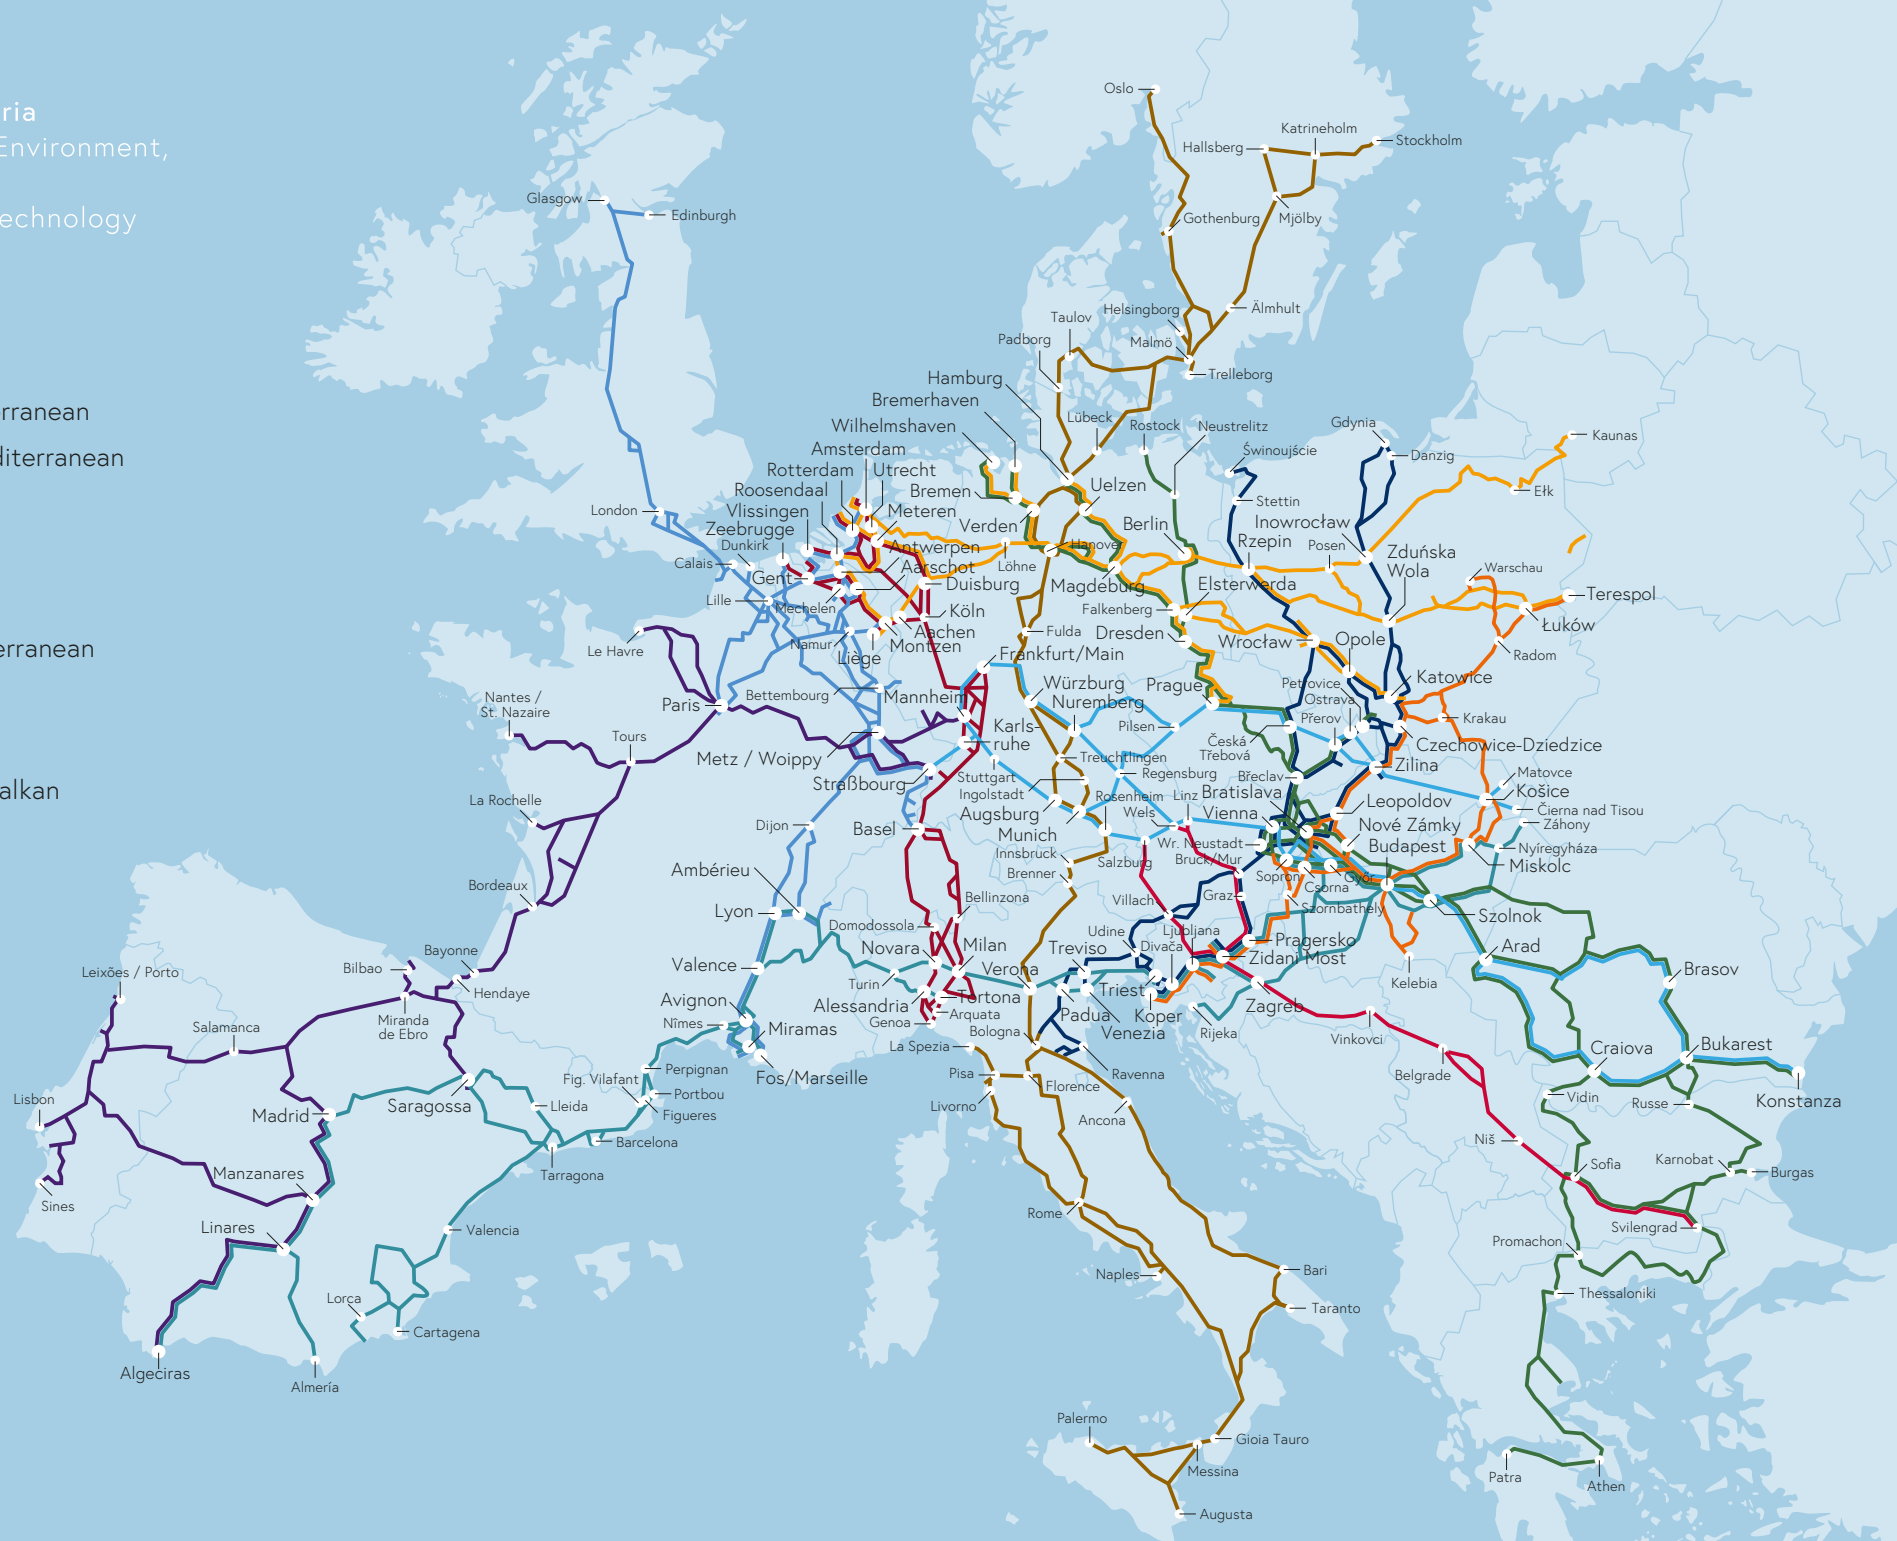 ria
Environment,
echnology
rranean
diterranean
erranean
alkan
Oslo
Katrineholm
Stockholm
Hallsberg
Glasgow
Edinburgh
Gothenburg
Mjölby
Helsingborg
Älmhult
Taulov
Padborg
Malmö
Trelleborg
Hamburg
Bremerhaven
Wilhelmshaven
Lübeck
Rostock
Neustrelitz
Gdynia
Kaunas
Świnoujście
Danzig
Amsterdam
Rotterdam
Utrecht
Roosendaal
Bremen
Uelzen
Ełk
Stettin
London
Vlissingen
Meteren
Verden
Berlin
Inowrocław
Zeebrugge
Rzepin
Posen
Dunkirk
Antwerpen
Hanover
Zduńska
Wola
Calais
Gent
Aarschot
Löhne
Warschau
Duisburg
Magdeburg
Elsterwerda
Terespol
Lille
Mechelen
Köln
Falkenberg
Łuków
Aachen
Fulda
Dresden
Wrocław
Opole
Le Havre
Namur
Montzen
Liège
Frankfurt/Main
Radom
Nantes /
St. Nazaire
Bettembourg
Mannheim
Würzburg
Prague
Petrovice
Katowice
Paris
Nuremberg
Ostrava
Krakau
Karls-
ruhe
Pilsen
Přerov
Tours
Česká
Třebová
Czechowice-Dziedzice
Metz / Woippy
Treuchtlingen
Zilina
Straßbourg
Stuttgart
Regensburg
Břeclav
Matovce
Ingolstadt
Bratislava
Košice
La Rochelle
Rosenheim
Linz
Leopoldov
Čierna nad Tisou
Augsburg
Wels
Vienna
Záhony
Dijon
Basel
Munich
Nové Zámky
Wr. Neustadt
Budapest
Nyíregyháza
Innsbruck
Salzburg
Bruck/Mur
Miskolc
Ambérieu
Brenner
Sopron
Győr
Csorna
Bordeaux
Bellinzona
Villach
Graz
Szornbathely
Lyon
Szolnok
Domodossola
Udine
Ljubljana
Bayonne
Novara
Milan
Treviso
Divača
Pragersko
Arad
Leixões / Porto
Bilbao
Valence
Verona
Zidani Most
Brasov
Hendaye
Turin
Triest
Kelebia
Avignon
Alessandria
Tortona
Padua
Koper
Zagreb
Miranda
de Ebro
Salamanca
Nîmes
Miramas
Genoa
Arquata
Bologna
Venezia
Rijeka
Vinkovci
La Spezia
Craiova
Bukarest
Perpignan
Fos/Marseille
Pisa
Ravenna
Belgrade
Fig. Vilafant
Florence
Lisbon
Saragossa
Portbou
Livorno
Vidin
Russe
Konstanza
Madrid
Lleida
Figueres
Ancona
Barcelona
Niš
Manzanares
Tarragona
Sofia
Karnobat
Burgas
Sines
Rome
Linares
Valencia
Svilengrad
Promachon
Naples
Bari
Lorca
Thessaloniki
Taranto
Cartagena
Algeciras
Almería
Palermo
Gioia Tauro
Messina
Patra
Athen
Augusta